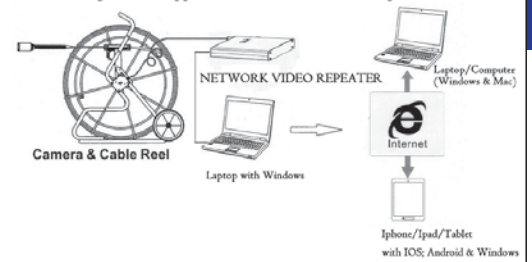 NETWORK VIDEO REPEATER
Camera & Cable Reel
Laptop with Windows
Laptop/Computer
(Windows & Mac)
Internet
Iphone/Ipad/Tablet
with IOS; Android & Windows